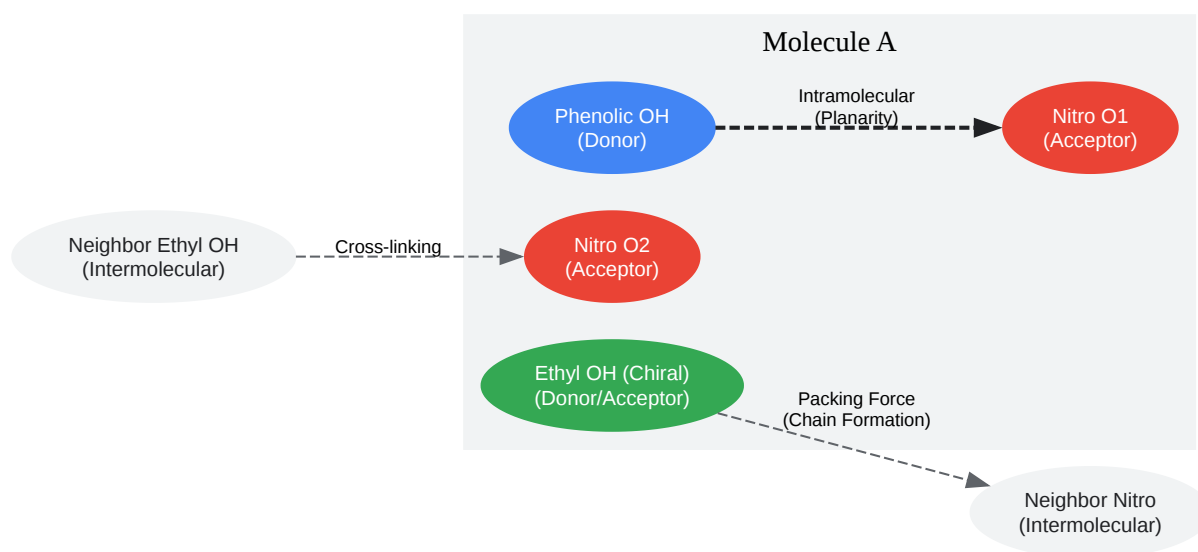 Molecule A
Phenolic OH
(Donor)
Intramolecular
(Planarity)
Nitro O1
(Acceptor)
Neighbor Ethyl OH
(Intermolecular)
Cross-linking
Nitro O2
(Acceptor)
Ethyl OH (Chiral)
(Donor/Acceptor)
Packing Force
(Chain Formation)
Neighbor Nitro
(Intermolecular)